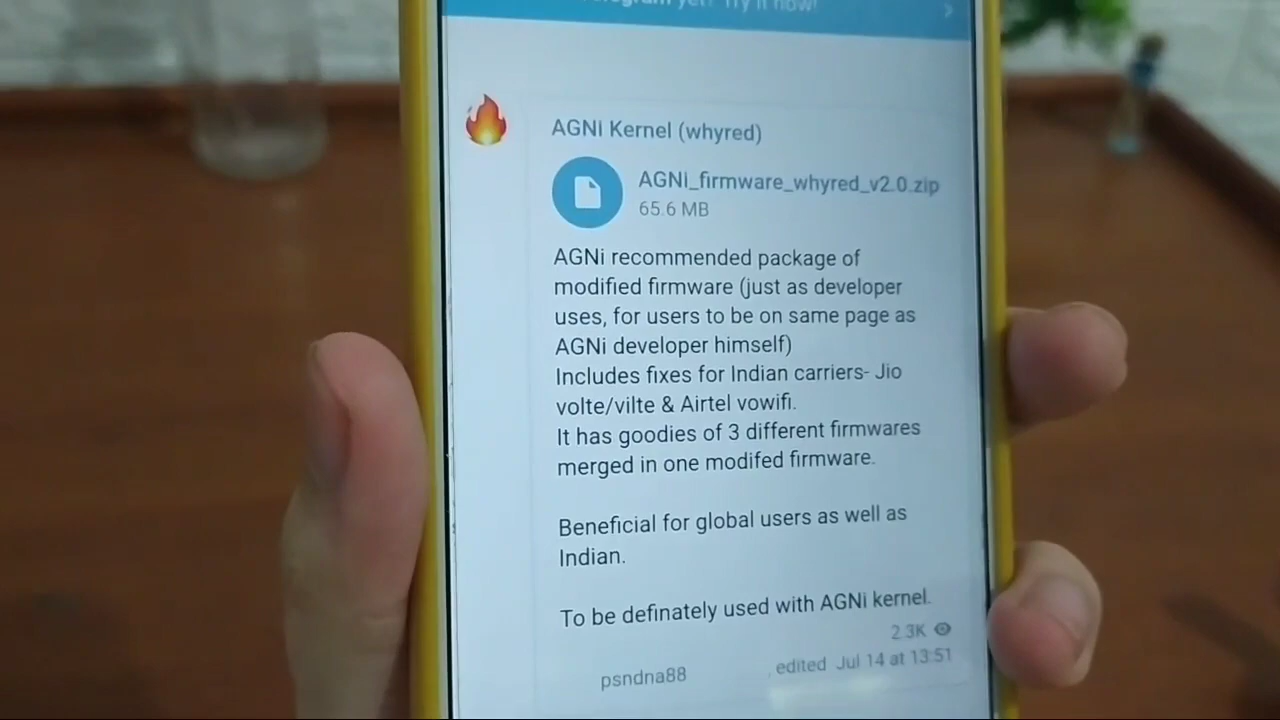 yet? Try it now!
AGNi Kernel (whyred)
AGNi_firmware_whyred_v2.0.zip
65.6 MB
AGNi recommended package of
modified firmware (just as developer
uses, for users to be on same page as
AGNi developer himself)
Includes fixes for Indian carriers- Jio
volte/vilte & Airtel vowifi.
It has goodies of 3 different firmwares
merged in one modifed firmware.
Beneficial for global users as well as
Indian.
To be definately used with AGNi kernel.
2.3K
psndna88 , edited Jul 14 at 13:51